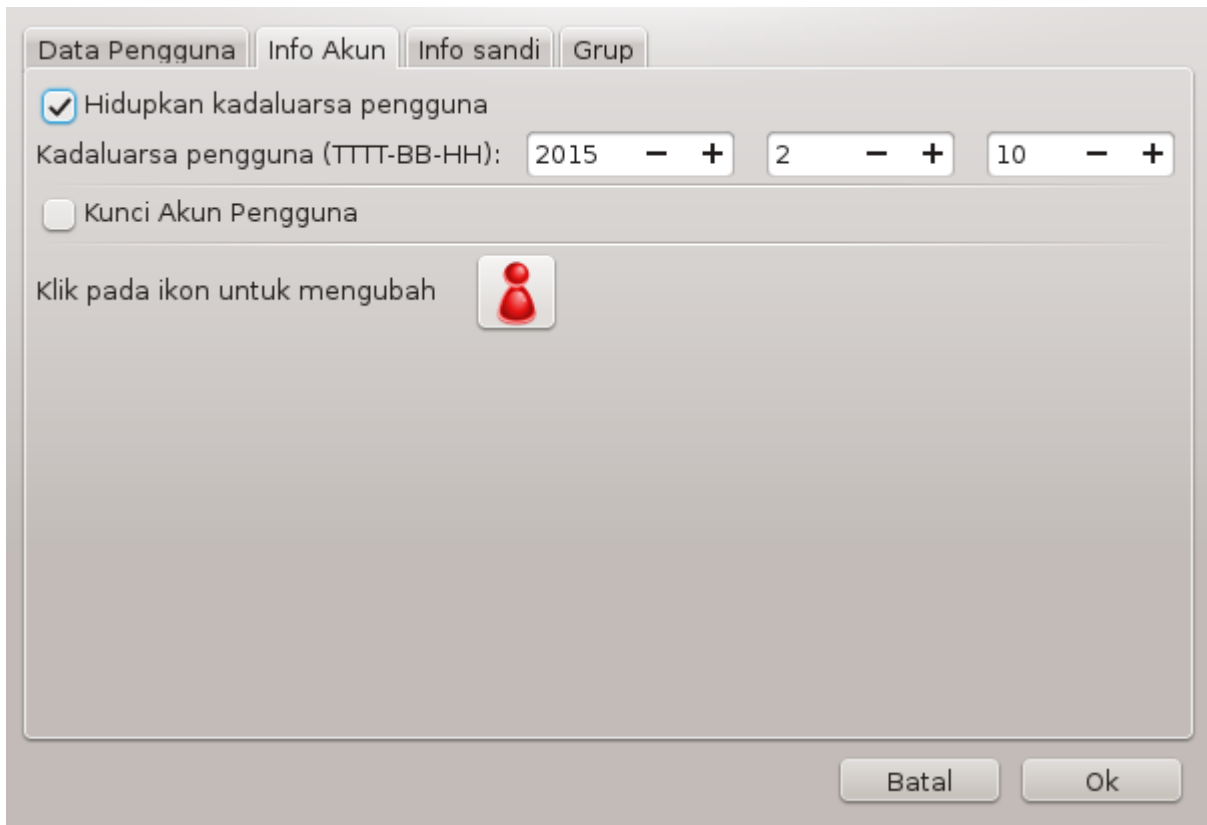 Data Pengguna Info Akun Info sandi Grup
Hidupkan kadaluarsa pengguna
Kadaluarsa pengguna (TTTT-BB-HH): 2015 − + 2 − + 10 − +
Kunci Akun Pengguna
Klik pada ikon untuk mengubah
Batal Ok